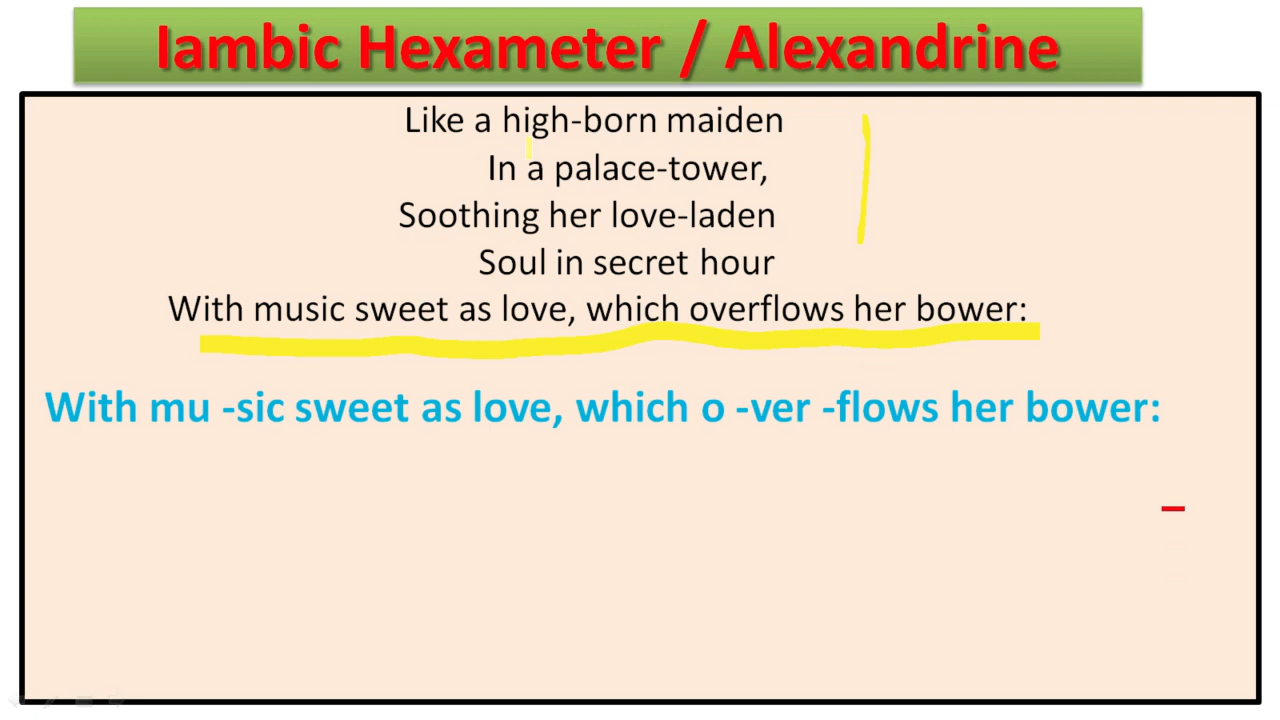 Iambic Hexameter / Alexandrine
Like a high-born maiden
In a palace-tower,
Soothing her love-laden
Soul in secret hour
With music sweet as love, which overflows her bower:
With mu -sic sweet as love, which o -ver -flows her bower: